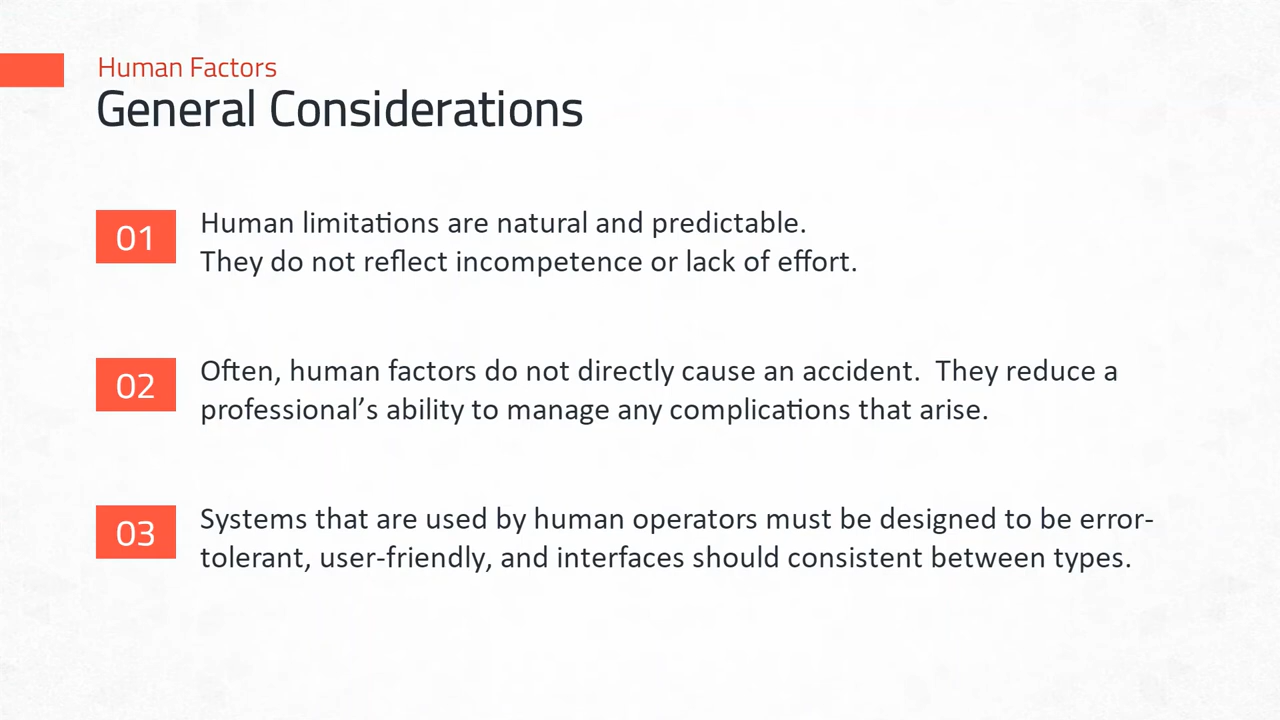 Human Factors
General Considerations
01
Human limitations are natural and predictable.
They do not reflect incompetence or lack of effort.
02
Often, human factors do not directly cause an accident.  They reduce a
professional’s ability to manage any complications that arise.
03
Systems that are used by human operators must be designed to be error-
tolerant, user-friendly, and interfaces should consistent between types.